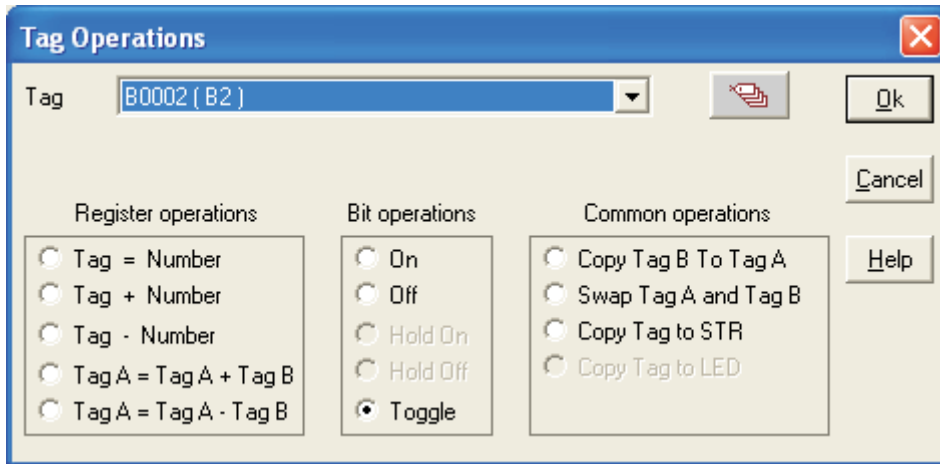 Tag Operations
Tag B0002 ( B2 )
Ok
Cancel
Help
Register operations
Tag = Number
Tag + Number
Tag - Number
Tag A = Tag A + Tag B
Tag A = Tag A - Tag B
Bit operations
On
Off
Hold On
Hold Off
Toggle
Common operations
Copy Tag B To Tag A
Swap Tag A and Tag B
Copy Tag to STR
Copy Tag to LED